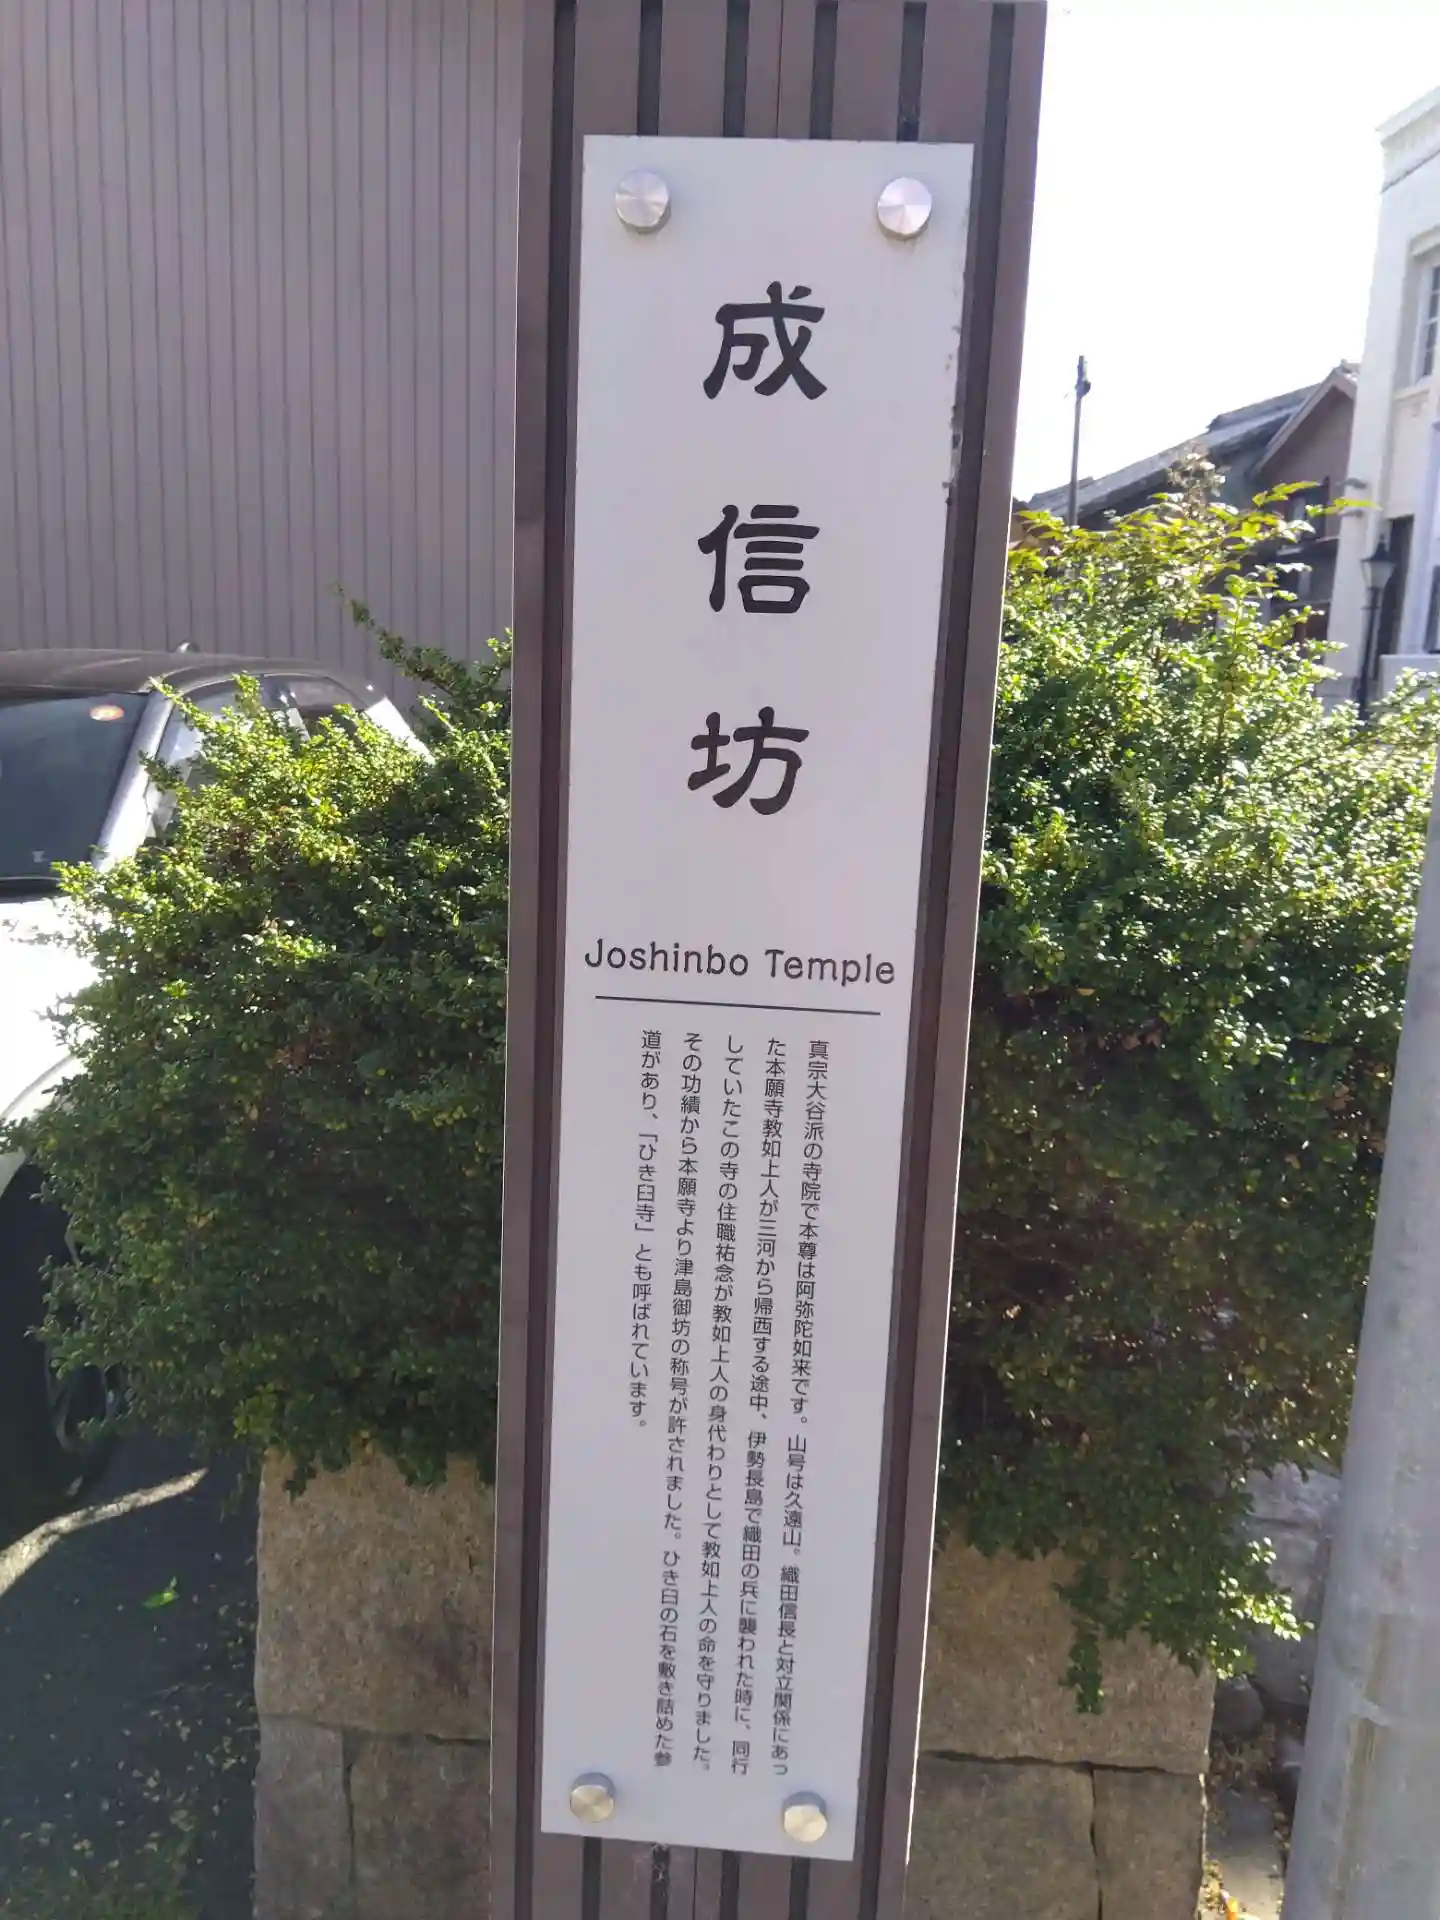 成信坊
Joshinbo Temple
真宗大谷派の寺院で本尊は阿弥陀如来です。山号は久遠山。織田信長と対立関係にあっ
た本願寺教如上人が三河から帰西する途中、伊勢長島で織田の兵に襲われた時に、同行
していたこの寺の住職祐念が教如上人の身代わりとして教如上人の命を守りました。
その功績から本願寺より津島御坊の称号が許されました。ひき臼の石を敷き詰めた参
道があり、「ひき臼寺」とも呼ばれています。